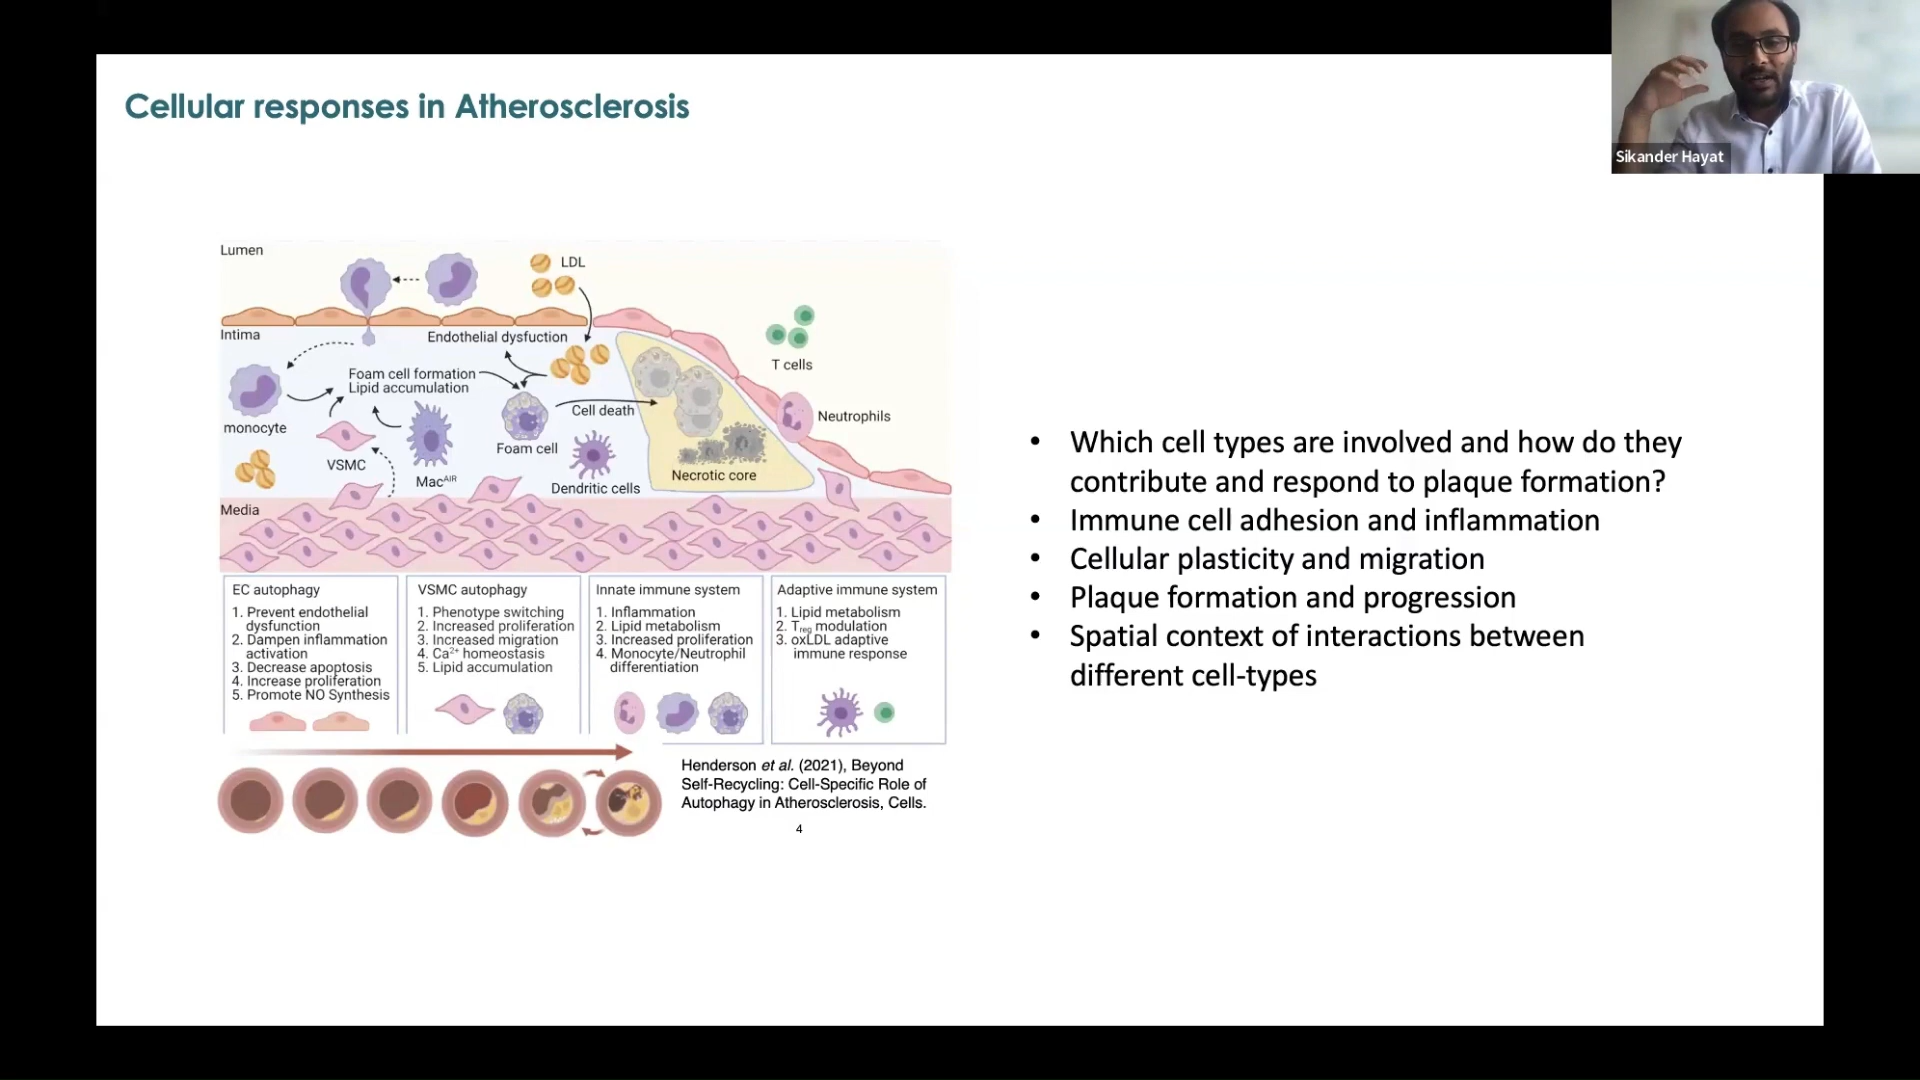 Cellular responses in Atherosclerosis
Sikander Hayat
Lumen
LDL
Intima
Endothelial dysfuction
T cells
Foam cell formation
Lipid accumulation
Cell death
Neutrophils
monocyte
Foam cell
VSMC
Mac^AIR
Dendritic cells
Necrotic core
Media
EC autophagy
1. Prevent endothelial
dysfunction
2. Dampen inflammation
activation
3. Decrease apoptosis
4. Increase proliferation
5. Promote NO Synthesis
VSMC autophagy
1. Phenotype switching
2. Increased proliferation
3. Increased migration
4. Ca²⁺ homeostasis
5. Lipid accumulation
Innate immune system
1. Inflammation
2. Lipid metabolism
3. Increased proliferation
4. Monocyte/Neutrophil
differentiation
Adaptive immune system
1. Lipid metabolism
2. Treg modulation
3. oxLDL adaptive
immune response
Henderson et al. (2021), Beyond
Self-Recycling: Cell-Specific Role of
Autophagy in Atherosclerosis, Cells.
4
• Which cell types are involved and how do they
contribute and respond to plaque formation?
• Immune cell adhesion and inflammation
• Cellular plasticity and migration
• Plaque formation and progression
• Spatial context of interactions between
different cell-types